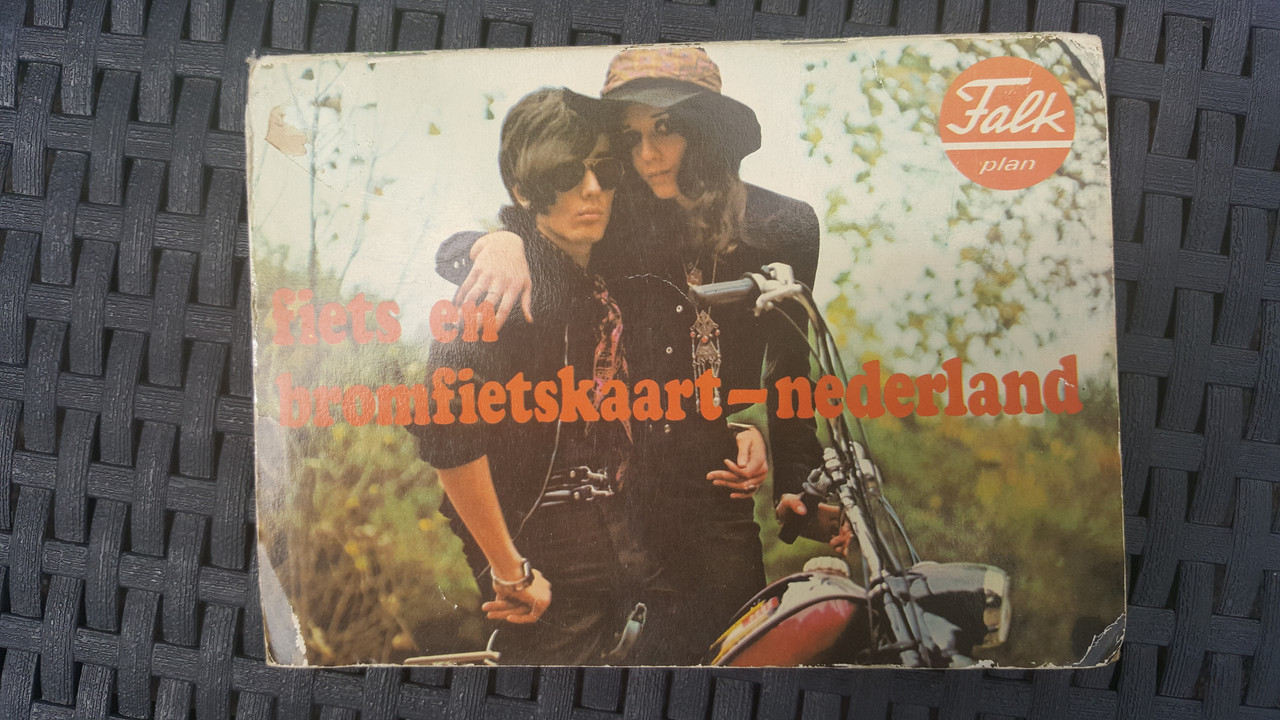 Falk
plan
fiets en
bromfietskaart-nederland